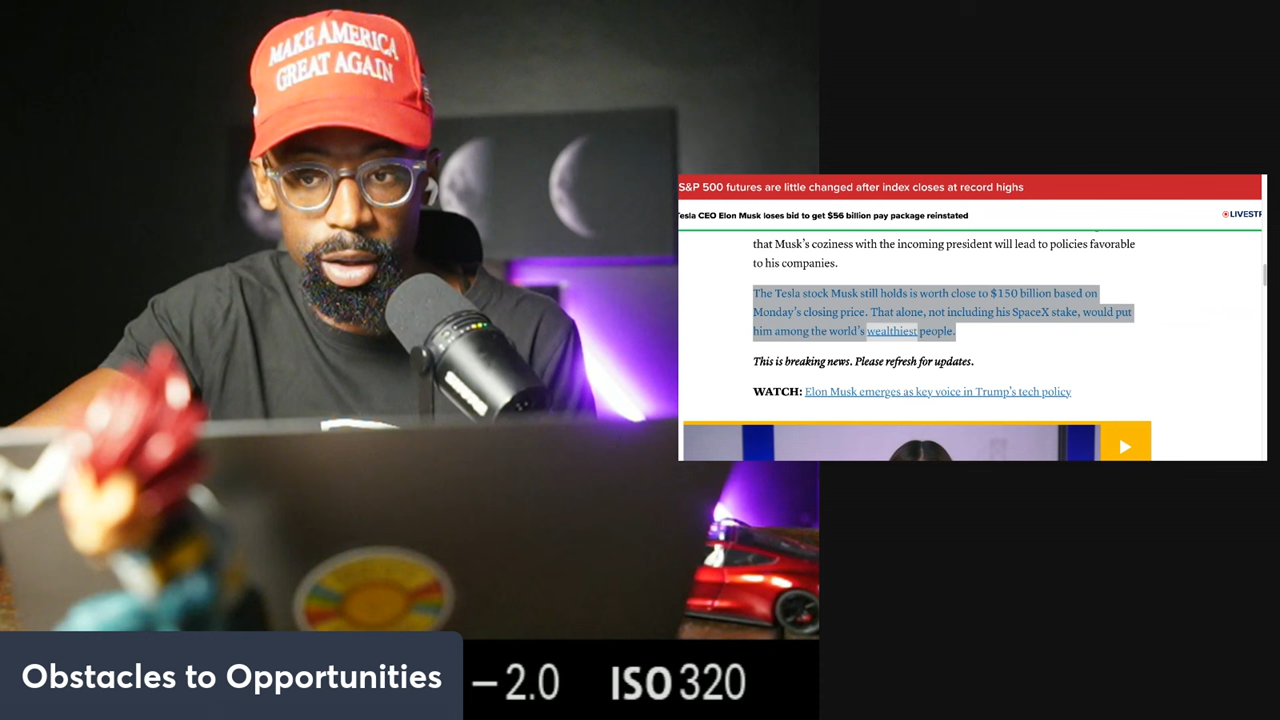 MAKE AMERICA
GREAT AGAIN
S&P 500 futures are little changed after index closes at record highs
Tesla CEO Elon Musk loses bid to get $56 billion pay package reinstated
that Musk's coziness with the incoming president will lead to policies favorable
to his companies.
The Tesla stock Musk still holds is worth close to $150 billion based on
Monday's closing price. That alone, not including his SpaceX stake, would put
him among the world's wealthiest people.
This is breaking news. Please refresh for updates.
WATCH: Elon Musk emerges as key voice in Trump's tech policy
Obstacles to Opportunities
–2.0 ISO 320